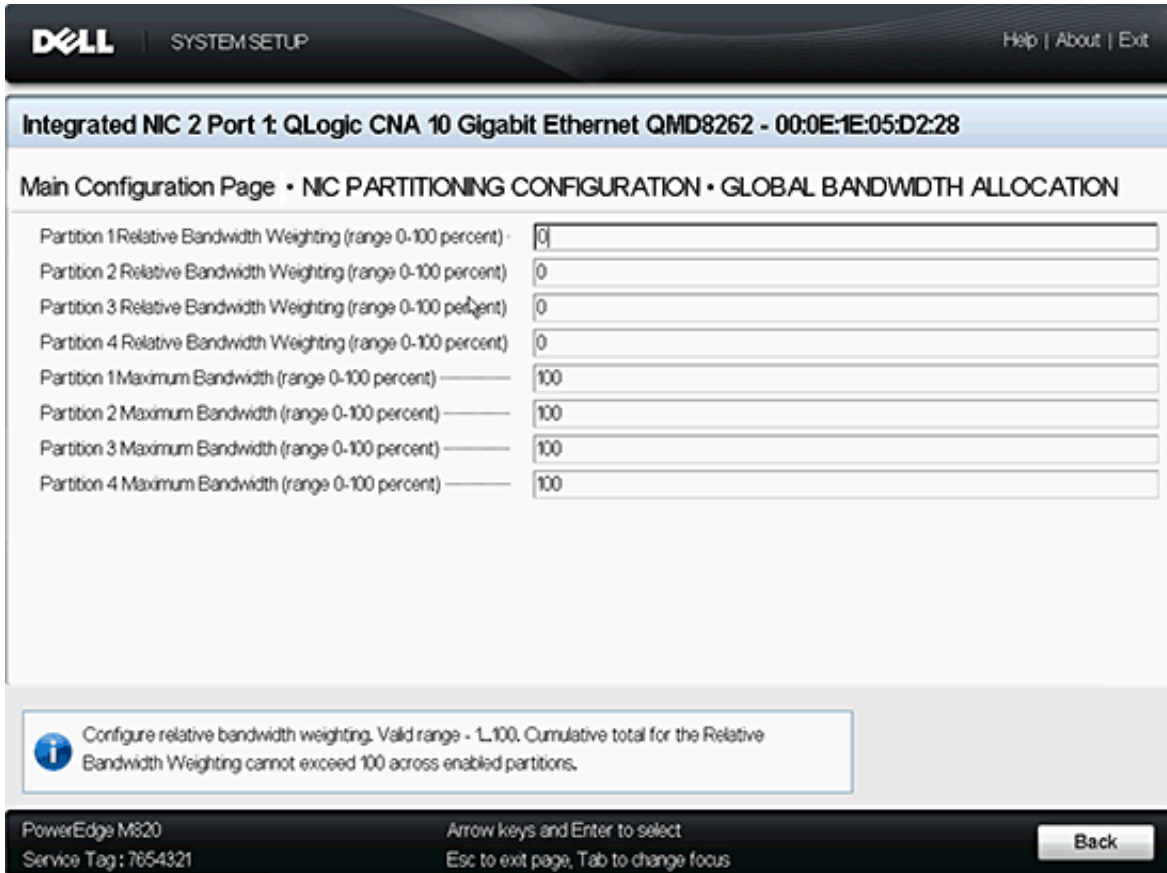 DELL SYSTEM SETUP Help | About | Exit
Integrated NIC 2 Port 1: QLogic CNA 10 Gigabit Ethernet QMD8262 - 00:0E:1E:05:D2:28
Main Configuration Page • NIC PARTITIONING CONFIGURATION • GLOBAL BANDWIDTH ALLOCATION
Partition 1 Relative Bandwidth Weighting (range 0-100 percent) 0
Partition 2 Relative Bandwidth Weighting (range 0-100 percent) 0
Partition 3 Relative Bandwidth Weighting (range 0-100 percent) 0
Partition 4 Relative Bandwidth Weighting (range 0-100 percent) 0
Partition 1 Maximum Bandwidth (range 0-100 percent) 100
Partition 2 Maximum Bandwidth (range 0-100 percent) 100
Partition 3 Maximum Bandwidth (range 0-100 percent) 100
Partition 4 Maximum Bandwidth (range 0-100 percent) 100
Configure relative bandwidth weighting. Valid range - 1..100. Cumulative total for the Relative
Bandwidth Weighting cannot exceed 100 across enabled partitions.
PowerEdge M820 Arrow keys and Enter to select Back
Service Tag : 7654321 Esc to exit page, Tab to change focus